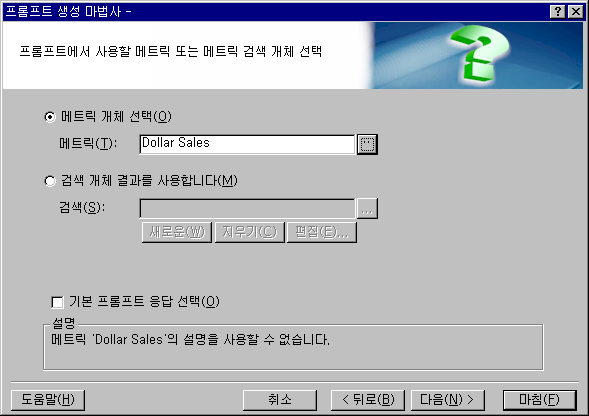 프롬프트 생성 마법사 -
프롬프트에서 사용할 메트릭 또는 메트릭 검색 개체 선택
메트릭 개체 선택(O)
메트릭(T): Dollar Sales
검색 개체 결과를 사용합니다(M)
검색(S): ...
새로운(W) 지우기(C) 편집(E)...
기본 프롬프트 응답 선택(O)
설명
메트릭 'Dollar Sales'의 설명을 사용할 수 없습니다.
도움말(H) 취소 < 뒤로(B) 다음(N) > 마침(F)